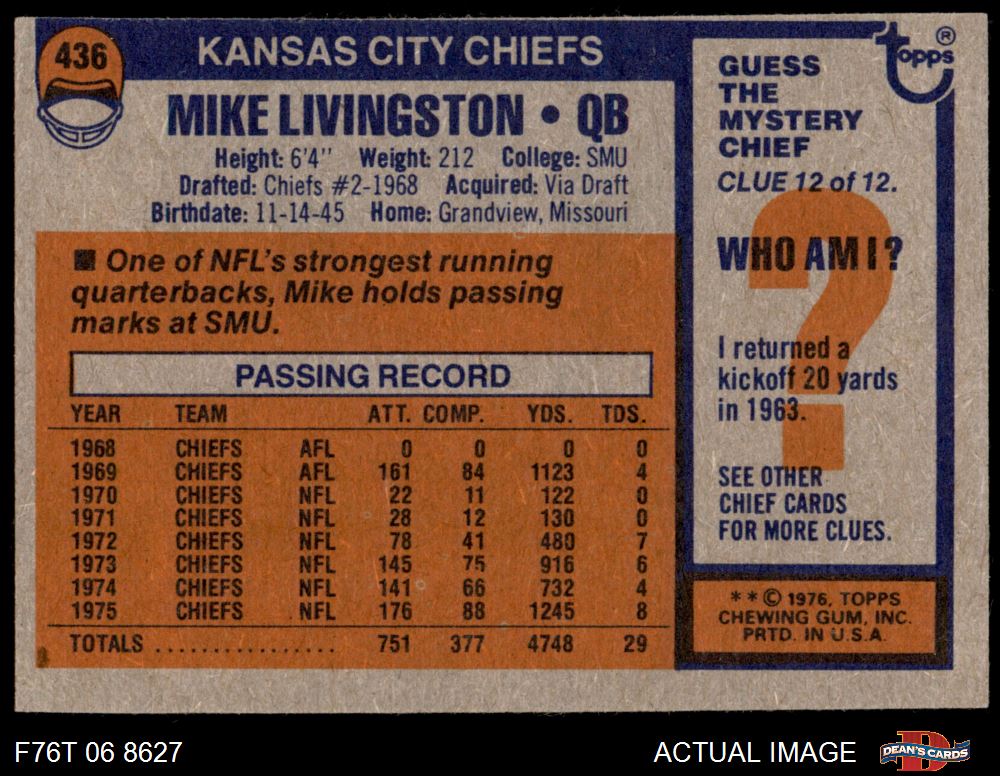 436
KANSAS CITY CHIEFS
MIKE LIVINGSTON • QB
Height: 6'4" Weight: 212 College: SMU
Drafted: Chiefs #2-1968 Acquired: Via Draft
Birthdate: 11-14-45 Home: Grandview, Missouri
■ One of NFL's strongest running
quarterbacks, Mike holds passing
marks at SMU.
PASSING RECORD
YEAR TEAM ATT. COMP. YDS. TDS.
1968 CHIEFS AFL 0 0 0 0
1969 CHIEFS AFL 161 84 1123 4
1970 CHIEFS NFL 22 11 122 0
1971 CHIEFS NFL 28 12 130 0
1972 CHIEFS NFL 78 41 480 7
1973 CHIEFS NFL 145 75 916 6
1974 CHIEFS NFL 141 66 732 4
1975 CHIEFS NFL 176 88 1245 8
TOTALS ................ 751 377 4748 29
topps ®
GUESS
THE
MYSTERY
CHIEF
CLUE 12 of 12.
?
WHO AM I?
I returned a
kickoff 20 yards
in 1963.
SEE OTHER
CHIEF CARDS
FOR MORE CLUES.
* * © 1976, TOPPS
CHEWING GUM, INC.
PRTD. IN U.S.A.
F76T 06 8627
ACTUAL IMAGE
D
DEAN'S CARDS